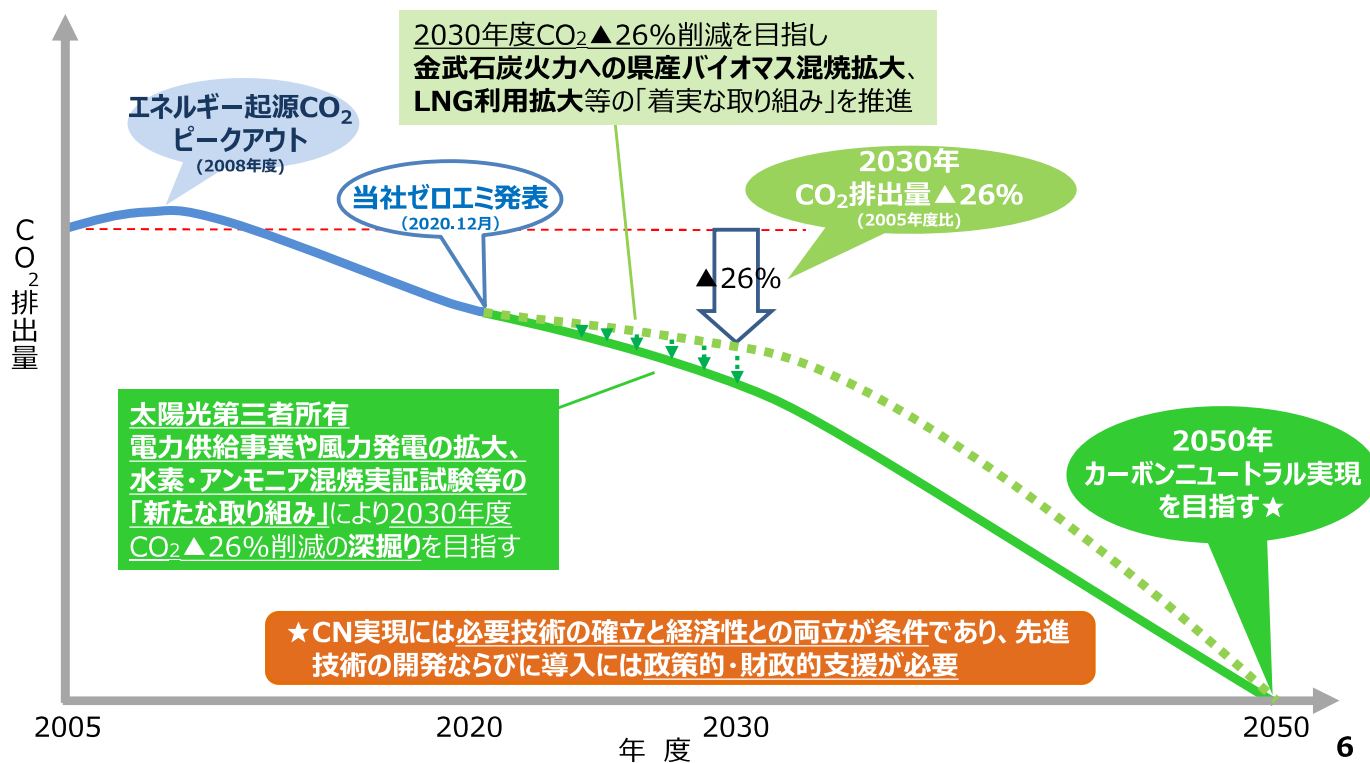 2030年度CO₂▲26%削減を目指し
金武石炭火力への県産バイオマス混焼拡大、
LNG利用拡大等の「着実な取り組み」を推進
エネルギー起源CO₂
ピークアウト
(2008年度)
当社ゼロエミ発表
(2020.12月)
2030年
CO₂排出量▲26%
(2005年度比)
▲26%
CO₂排出量
太陽光第三者所有
電力供給事業や風力発電の拡大、
水素・アンモニア混焼実証試験等の
「新たな取り組み」により2030年度
CO₂▲26%削減の深掘りを目指す
2050年
カーボンニュートラル実現
を目指す★
★CN実現には必要技術の確立と経済性との両立が条件であり、先進
技術の開発ならびに導入には政策的・財政的支援が必要
2005
2020
2030
2050
年 度
6